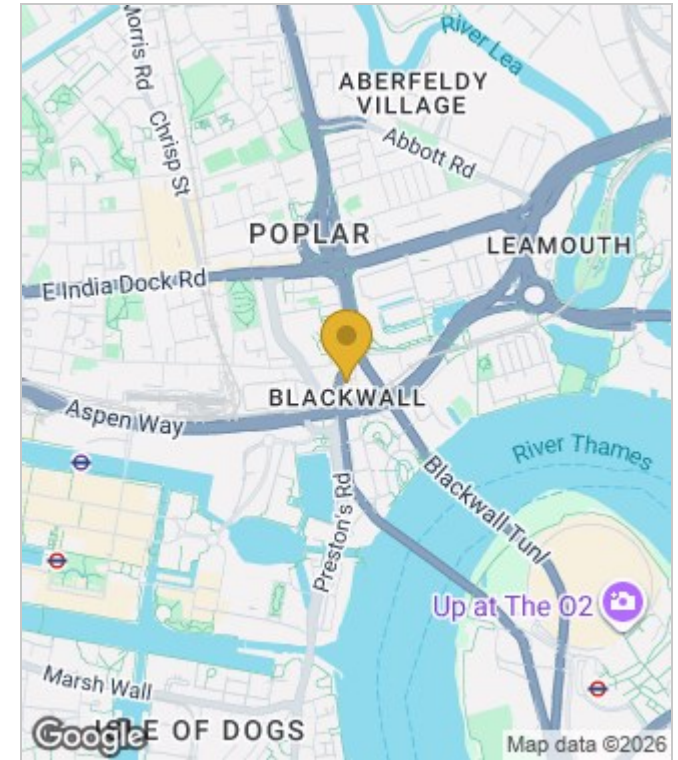 Morris Rd
River Lea
ABERFELDY
VILLAGE
Chrisp St
Abbott Rd
POPLAR
LEAMOUTH
E India Dock Rd
BLACKWALL
Aspen Way
River Thames
Blackwall Tunl
Preston's Rd
Up at The O2
Marsh Wall
ISLE OF DOGS
Google
Map data ©2026